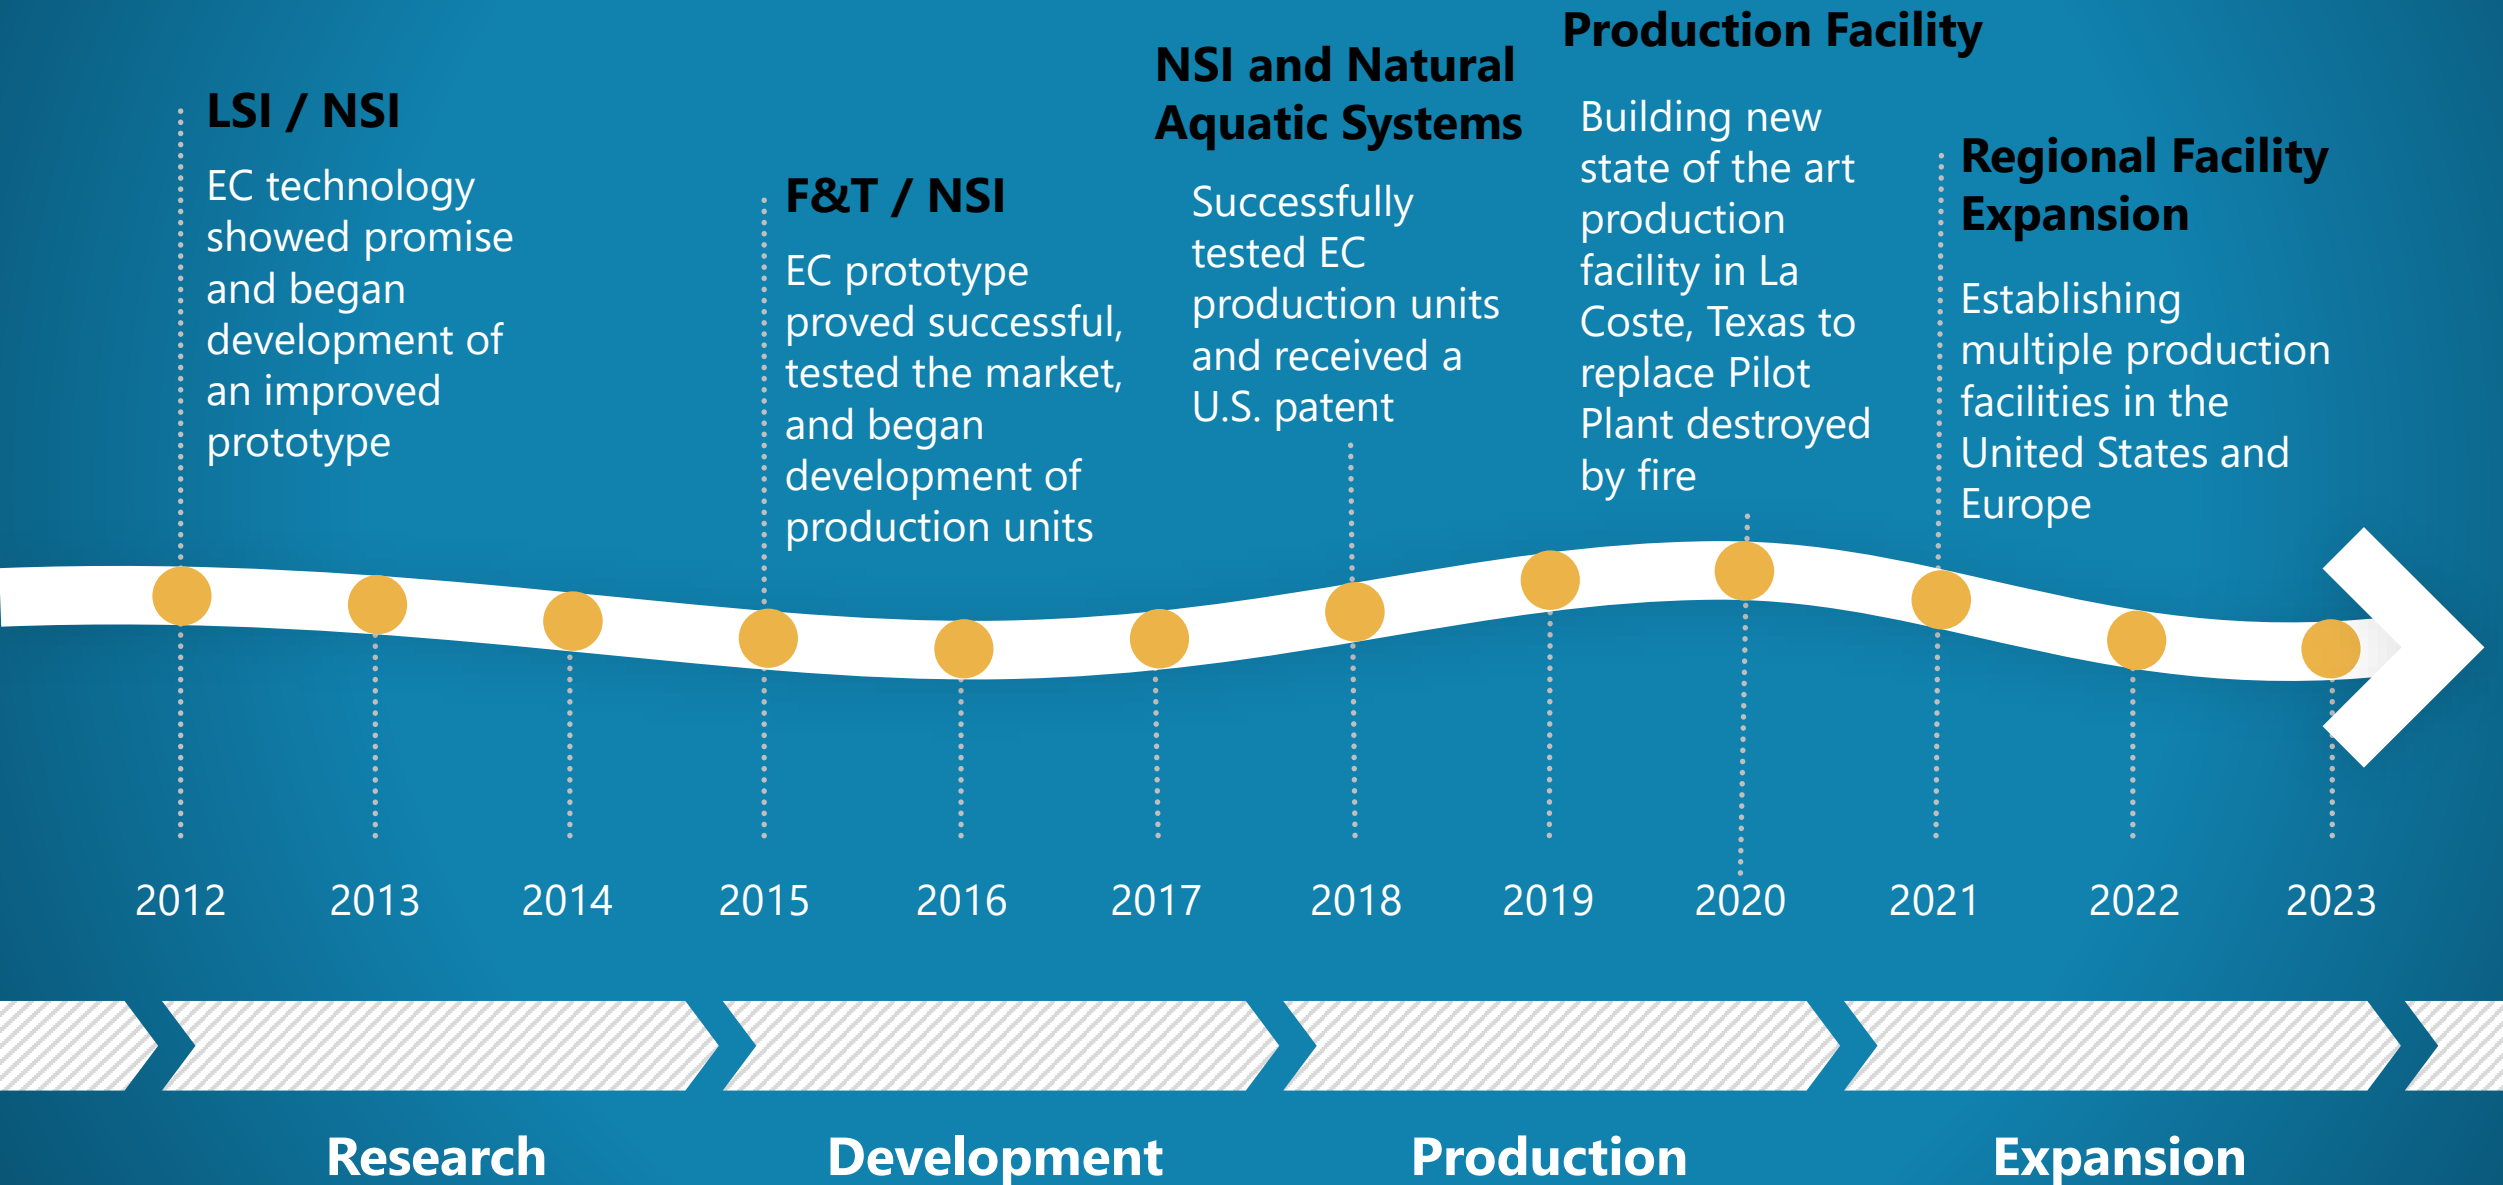 LSI / NSI
EC technology
showed promise
and began
development of
an improved
prototype
F&T / NSI
EC prototype
proved successful,
tested the market,
and began
development of
production units
NSI and Natural
Aquatic Systems
Successfully
tested EC
production units
and received a
U.S. patent
Production Facility
Building new
state of the art
production
facility in La
Coste, Texas to
replace Pilot
Plant destroyed
by fire
Regional Facility
Expansion
Establishing
multiple production
facilities in the
United States and
Europe
2012 2013 2014 2015 2016 2017 2018 2019 2020 2021 2022 2023
Research Development Production Expansion